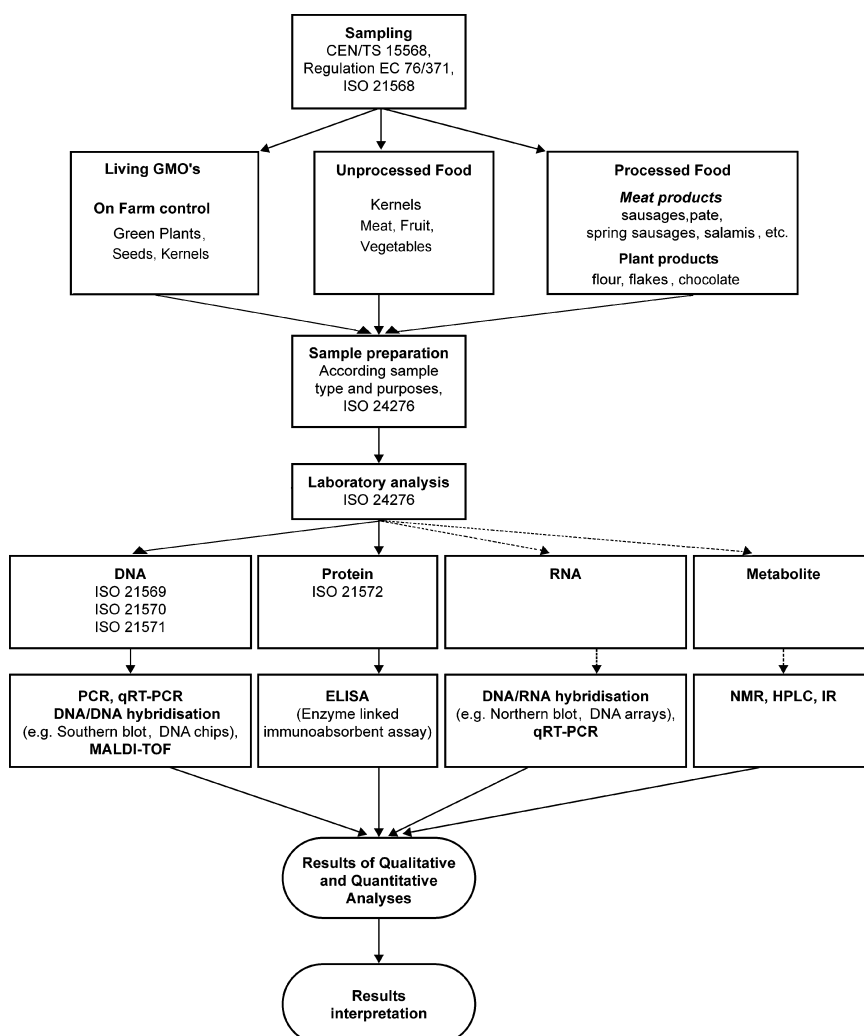 Sampling
CEN/TS 15568,
Regulation EC 76/371,
ISO 21568
Living GMO's
On Farm control
Green Plants,
Seeds, Kernels
Unprocessed Food
Kernels
Meat, Fruit,
Vegetables
Processed Food
Meat products
sausages,pate,
spring sausages, salamis, etc.
Plant products
flour, flakes, chocolate
Sample preparation
According sample
type and purposes,
ISO 24276
Laboratory analysis
ISO 24276
DNA
ISO 21569
ISO 21570
ISO 21571
Protein
ISO 21572
RNA
Metabolite
PCR, qRT-PCR
DNA/DNA hybridisation
(e.g. Southern blot, DNA chips),
MALDI-TOF
ELISA
(Enzyme linked
immunoabsorbent assay)
DNA/RNA hybridisation
(e.g. Northern blot, DNA arrays),
qRT-PCR
NMR, HPLC, IR
Results of Qualitative
and Quantitative
Analyses
Results
interpretation